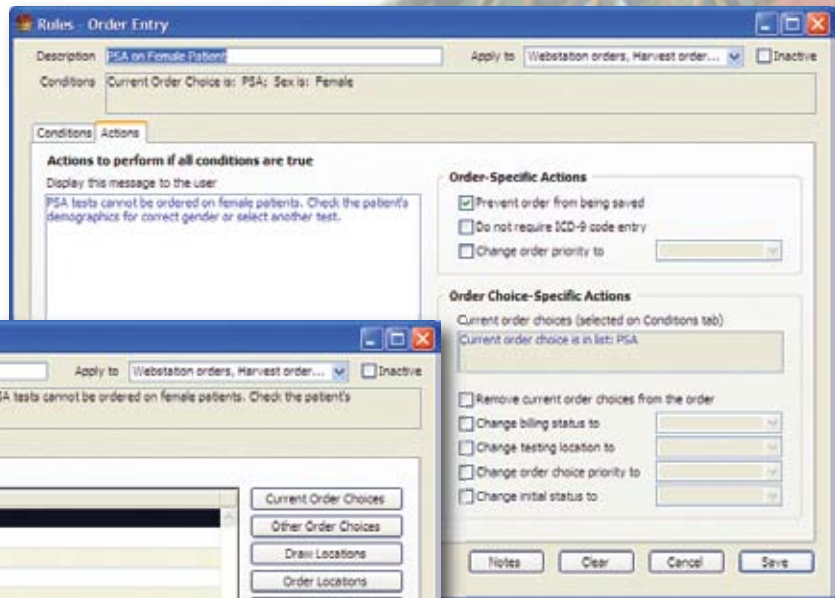 Rules - Order Entry
Description PSA on Female Patient Apply to Webstation orders, Harvest order... Inactive
Conditions Current Order Choice is: PSA; Sex is: Female
Conditions Actions
Actions to perform if all conditions are true
Display this message to the user
PSA tests cannot be ordered on female patients. Check the patient's
demographics for correct gender or select another test.
Order-Specific Actions
Prevent order from being saved
Do not require ICD-9 code entry
Change order priority to
Order Choice-Specific Actions
Current order choices (selected on Conditions tab)
Current order choice is in list: PSA
Remove current order choices from the order
Change billing status to
Change testing location to
Change order choice priority to
Change initial status to
Notes Clear Cancel Save
Apply to Webstation orders, Harvest order... Inactive
tests cannot be ordered on female patients. Check the patient's
Current Order Choices
Other Order Choices
Draw Locations
Order Locations